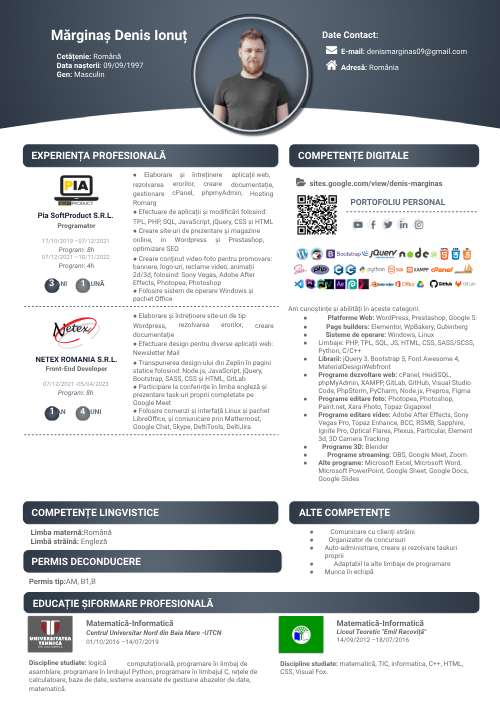 Mărginaș Denis Ionuț
Cetățenie: Română
Data nașterii: 09/09/1997
Gen: Masculin
Date Contact:
E-mail: denismarginas09@gmail.com
Adresă: România
EXPERIENȚA PROFESIONALĂ
PIA
Pia SoftProduct S.R.L.
Programator
11/10/2019 –07/12/2021
Program: 8h
07/12/2021 –10/11/2022
Program: 4h
3 ANI 1 LUNĂ
● Elaborare și întreținere aplicații web,
rezolvarea erorilor, creare documentație,
gestionare cPanel, phpmyAdmin, Hosting
Romarg
● Efectuare de aplicații și modificări folosind:
TPL, PHP, SQL, JavaScript, jQuery, CSS și HTML
● Creare site-uri de prezentare și magazine
online, in Wordpress și Prestashop,
optimizare SEO
● Creare conținut video-foto pentru promovare:
bannere, logo-uri, reclame video, animații
2d/3d, folosind: Sony Vegas, Adobe After
Effects, Photopea, Photoshop
● Folosire sistem de operare Windows și
pachet Office
Netex
NETEX ROMANIA S.R.L.
Front-End Developer
07/12/2021 -05/04/2023
Program: 8h
1 AN 4 LUNI
● Elaborare și întreținere site-uri de tip
Wordpress, rezolvarea erorilor, creare
documentație
● Efectuare design pentru diverse aplicații web:
Newsletter Mail
● Transpunerea design-ului din Zeplin în pagini
statice folosind: Node.js, JavaScript, jQuery,
Bootstrap, SASS, CSS și HTML, GitLab
● Participare la conferințe în limba engleză și
prezentare task-uri proprii completate pe
Google Meet
● Folosire comenzi si interfață Linux si pachet
LibreOffice, și comunicare prin Mattermost,
Google Chat, Skype, DeltiTools, DeltiJira
COMPETENȚE DIGITALE
sites.google.com/view/denis-marginas
PORTOFOLIU PERSONAL
Am cunoștințe și abilități în aceste categorii.
● Platforme Web: WordPress, Prestashop, Google S.
● Page builders: Elementor, WpBakery, Gutenberg
● Sisteme de operare: Windows, Linux
● Limbaje: PHP, TPL, SQL, JS, HTML, CSS, SASS/SCSS,
Python, C/C++
● Librarii: jQuery 3, Bootstrap 5, Font Awesome 4,
MaterialDesignWebfront
● Programe dezvoltare web: cPanel, HeidiSQL,
phpMyAdmin, XAMPP, GitLab, GitHub, Visual Studio
Code, PhpStorm, PyCharm, Node.js, Prepros, Figma
● Programe editare foto: Photopea, Photoshop,
Paint.net, Xara Photo, Topaz Gigapixel
● Programe editare video: Adobe After Effects, Sony
Vegas Pro, Topaz Enhance, BCC, RSMB, Sapphire,
Ignite Pro, Optical Flares, Plexus, Particular, Element
3d, 3D Camera Tracking
● Programe 3D: Blender
● Programe streaming: OBS, Google Meet, Zoom
● Alte programe: Microsoft Excel, Microsoft Word,
Microsoft PowerPoint, Google Sheet, Google Docs,
Google Slides
COMPETENȚE LINGVISTICE
Limba maternă:Română
Limbă străină: Engleză
PERMIS DECONDUCERE
Permis tip:AM, B1,B
ALTE COMPETENȚE
● Comunicare cu clienți străini
● Organizator de concursuri
● Auto-administrare, creare și rezolvare taskuri
proprii
● Adaptabil la alte limbaje de programare
● Munca în echipă
EDUCAȚIE ȘIFORMARE PROFESIONALĂ
UNIVERSITATEA
TEHNICA
Matematică-Informatică
Centrul Universitar Nord din Baia Mare -UTCN
01/10/2016 –14/07/2019
Discipline studiate: logică computațională, programare în limbaj de
asamblare, programare în limbajul Python, programare în limbajul C, rețele de
calculatoare, baze de date, sisteme avansate de gestiune abazelor de date,
matematică.
Matematică-Informatică
Liceul Teoretic "Emil Racoviță"
14/09/2012 –18/07/2016
Discipline studiate: matematică, TIC, informatica, C++, HTML,
CSS, Visual Fox.